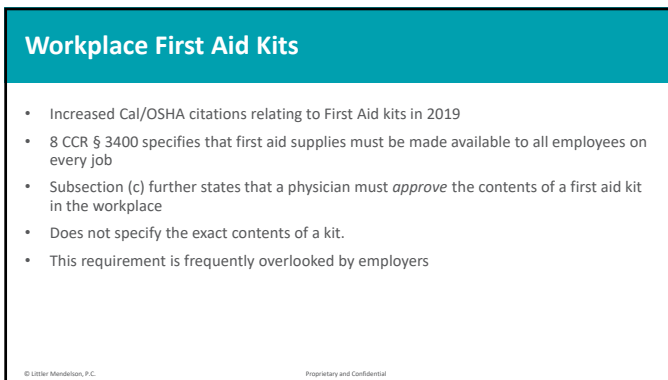 Workplace First Aid Kits
• Increased Cal/OSHA citations relating to First Aid kits in 2019
• 8 CCR § 3400 specifies that first aid supplies must be made available to all employees on
every job
• Subsection (c) further states that a physician must approve the contents of a first aid kit
in the workplace
• Does not specify the exact contents of a kit.
• This requirement is frequently overlooked by employers
© Littler Mendelson, P.C.
Proprietary and Confidential